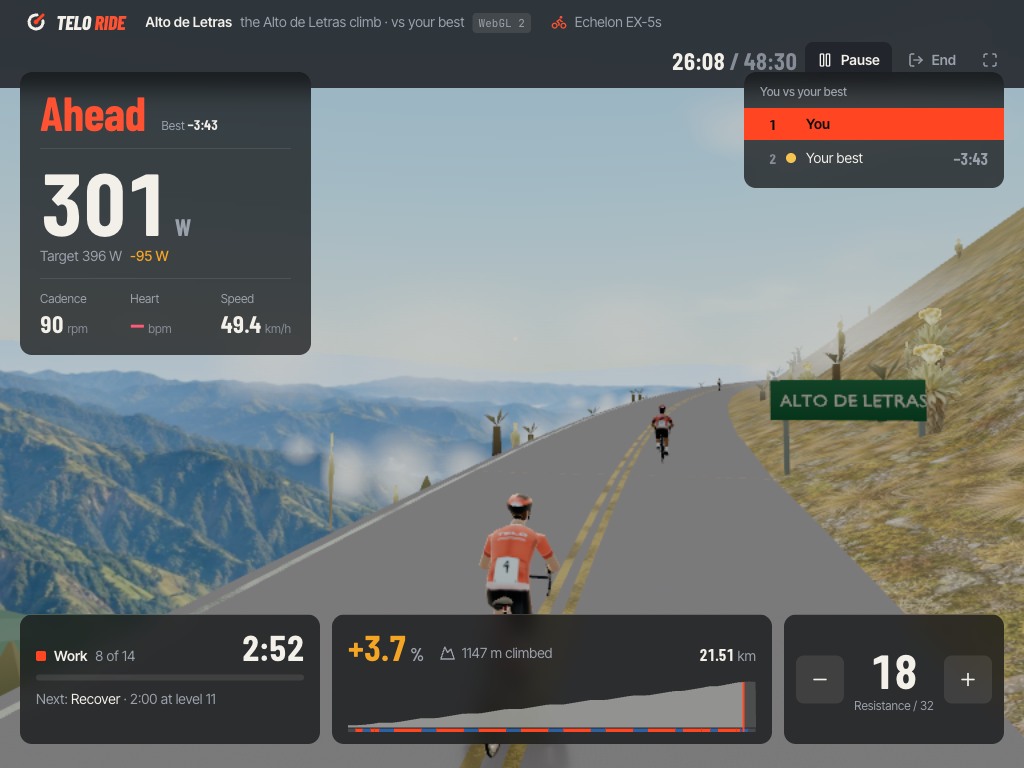 TELO RIDE Alto de Letras the Alto de Letras climb · vs your best WebGL 2 Echelon EX-5s
26:08 / 48:30 Pause End
Ahead Best −3:43
301 W
Target 396 W -95 W
Cadence Heart Speed
90 rpm — bpm 49.4 km/h
You vs your best
1 You
2 Your best −3:43
ALTO DE LETRAS
Work 8 of 14 2:52
Next: Recover · 2:00 at level 11
+3.7 % 1147 m climbed 21.51 km
− 18 +
Resistance / 32